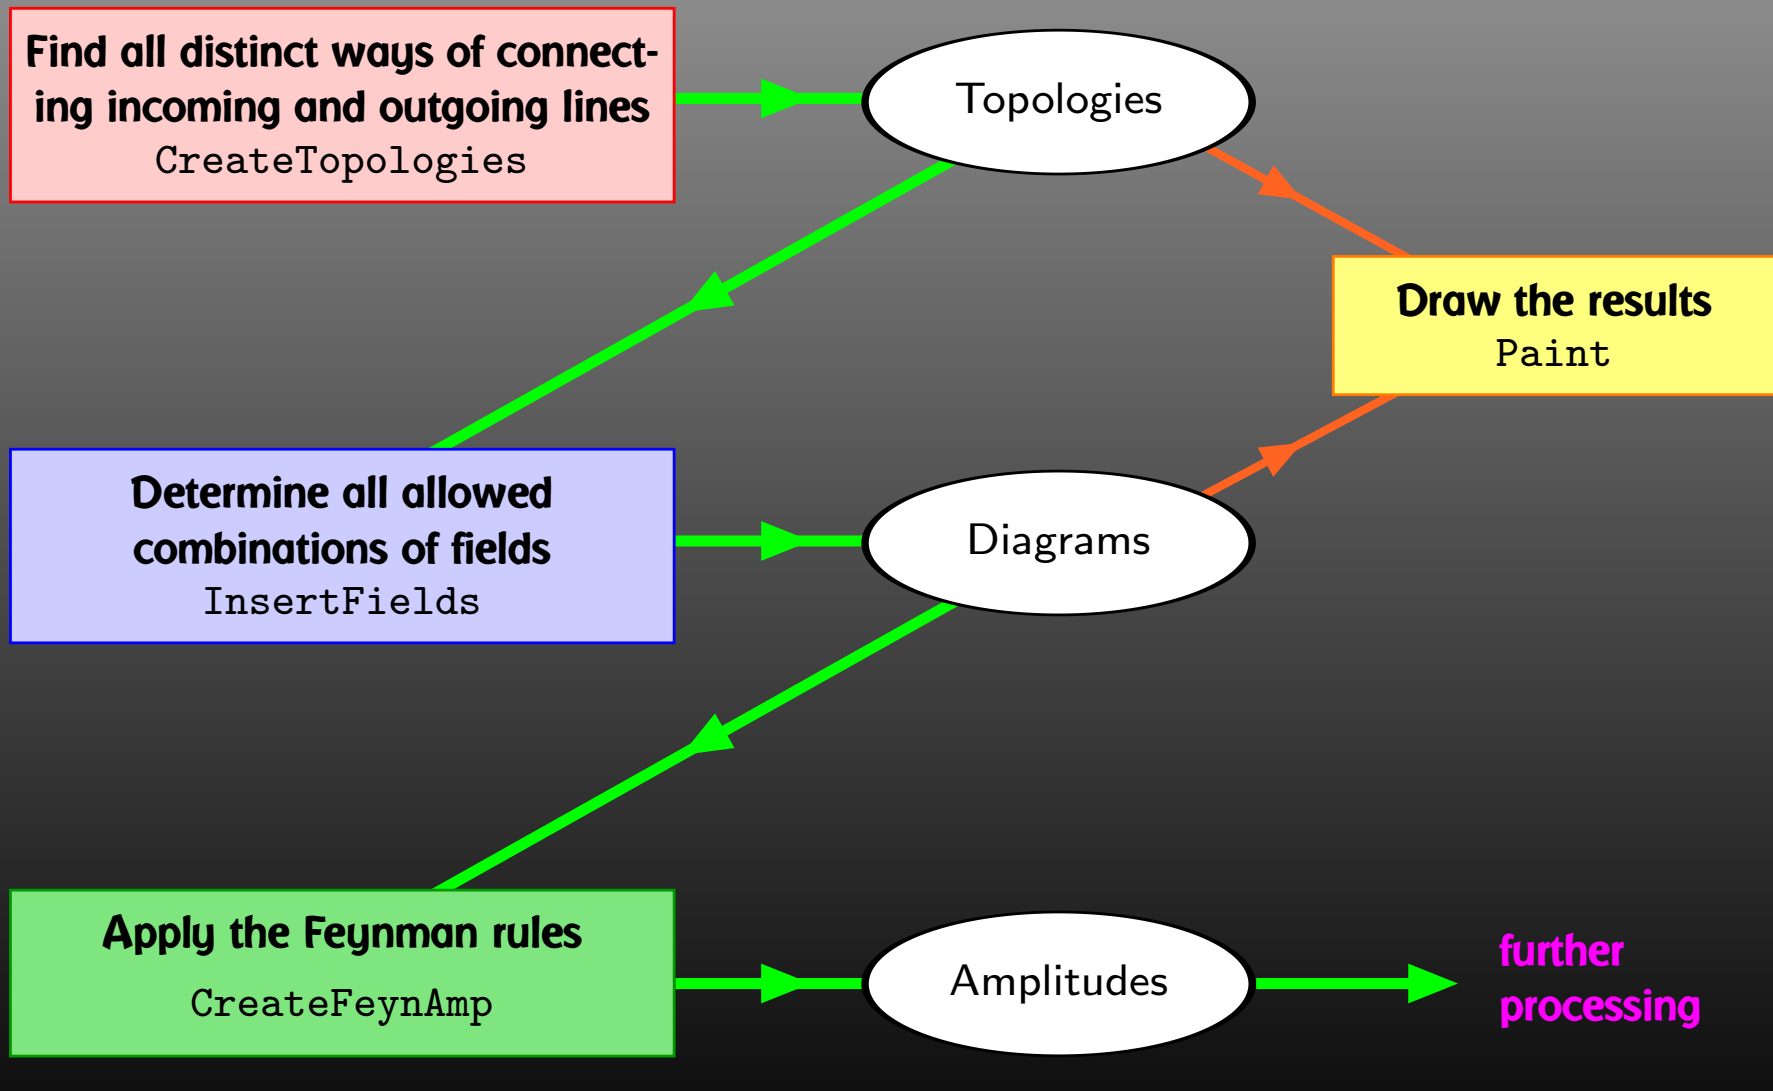 Find all distinct ways of connect-
ing incoming and outgoing lines
CreateTopologies
Topologies
Draw the results
Paint
Determine all allowed
combinations of fields
InsertFields
Diagrams
Apply the Feynman rules
CreateFeynAmp
Amplitudes
further
processing